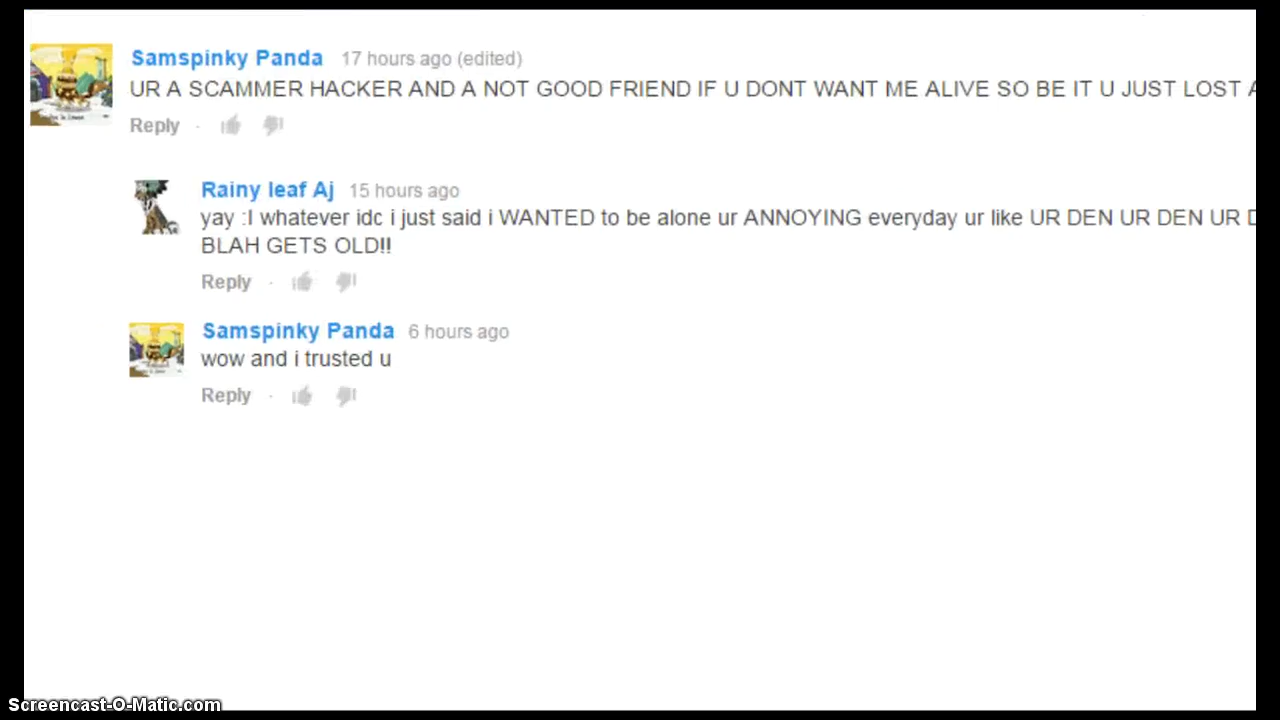 Samspinky Panda 17 hours ago (edited)
UR A SCAMMER HACKER AND A NOT GOOD FRIEND IF U DONT WANT ME ALIVE SO BE IT U JUST LOST
Reply ·
Rainy leaf Aj 15 hours ago
yay :I whatever idc i just said i WANTED to be alone ur ANNOYING everyday ur like UR DEN UR DEN UR
BLAH GETS OLD!!
Reply ·
Samspinky Panda 6 hours ago
wow and i trusted u
Reply ·
Screencast-O-Matic.com